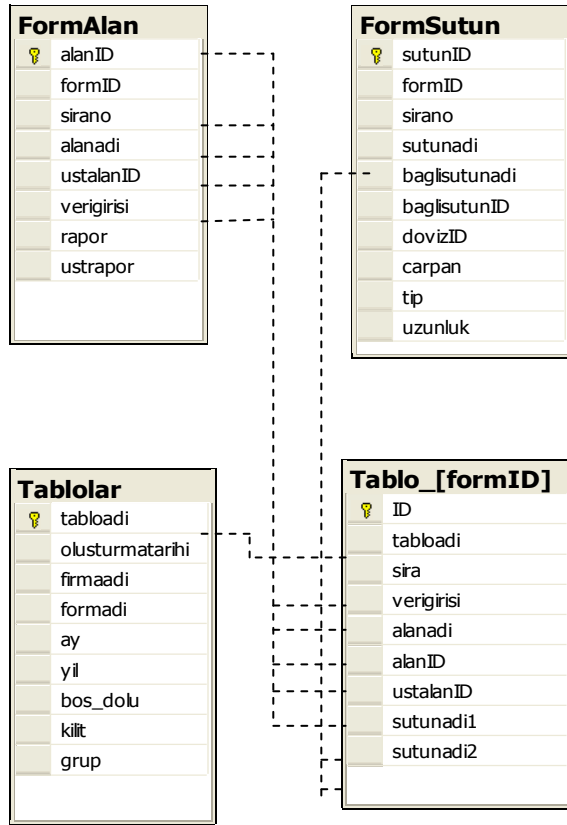 FormAlan
alanID
formID
sirano
alanadi
ustalanID
verigirisi
rapor
ustrapor
FormSutun
sutunID
formID
sirano
sutunadi
baglisutunadi
baglisutunID
dovizID
carpan
tip
uzunluk
Tablolar
tabloadi
olusturmatarihi
firmaadi
formadi
ay
yil
bos_dolu
kilit
grup
Tablo_[formID]
ID
tabloadi
sira
verigirisi
alanadi
alanID
ustalanID
sutunadi1
sutunadi2